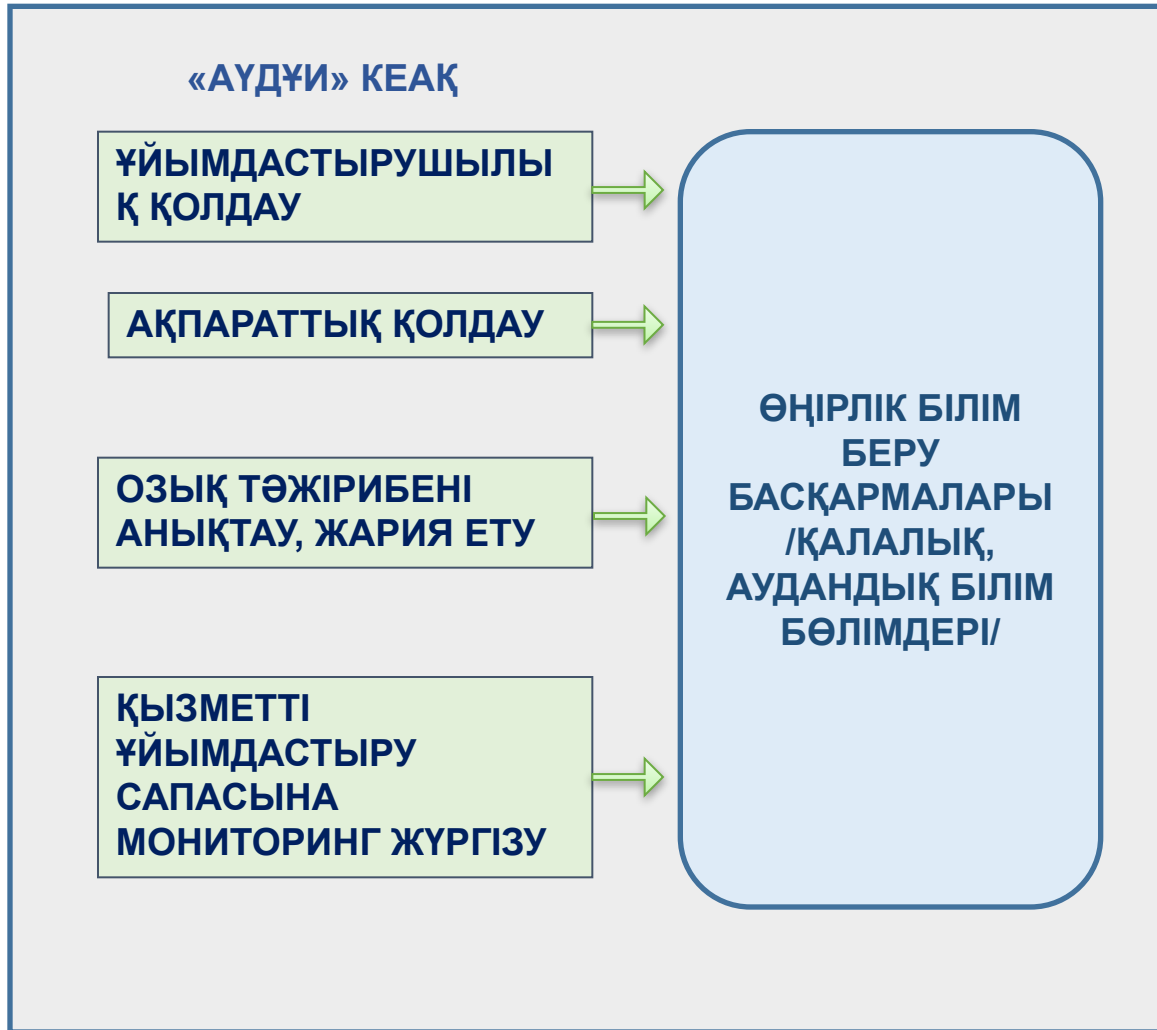 «АҮДҰИ» КЕАҚ
ҰЙЫМДАСТЫРУШЫЛЫ
Қ ҚОЛДАУ
АҚПАРАТТЫҚ ҚОЛДАУ
ОЗЫҚ ТӘЖІРИБЕНІ
АНЫҚТАУ, ЖАРИЯ ЕТУ
ҚЫЗМЕТТІ
ҰЙЫМДАСТЫРУ
САПАСЫНА
МОНИТОРИНГ ЖҮРГІЗУ
ӨҢІРЛІК БІЛІМ
БЕРУ
БАСҚАРМАЛАРЫ
/ҚАЛАЛЫҚ,
АУДАНДЫҚ БІЛІМ
БӨЛІМДЕРІ/